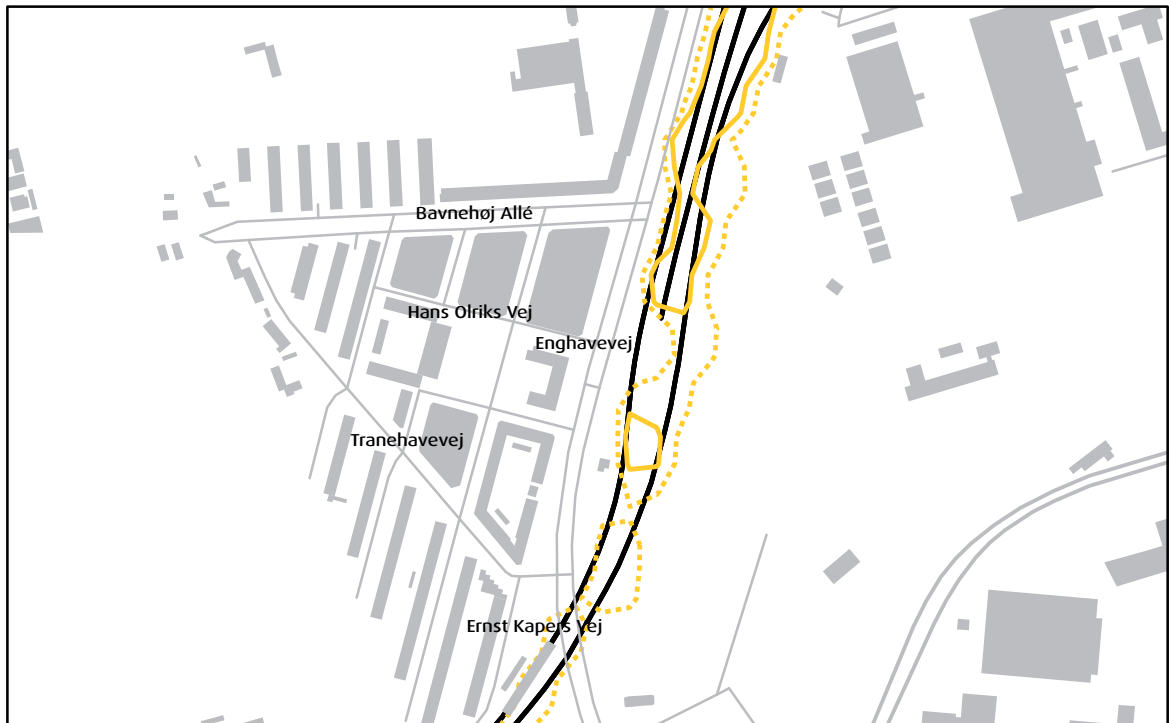 Bavnehøj Allé
Hans Olriks Vej
Enghavevej
Tranehavevej
Ernst Kapers Vej